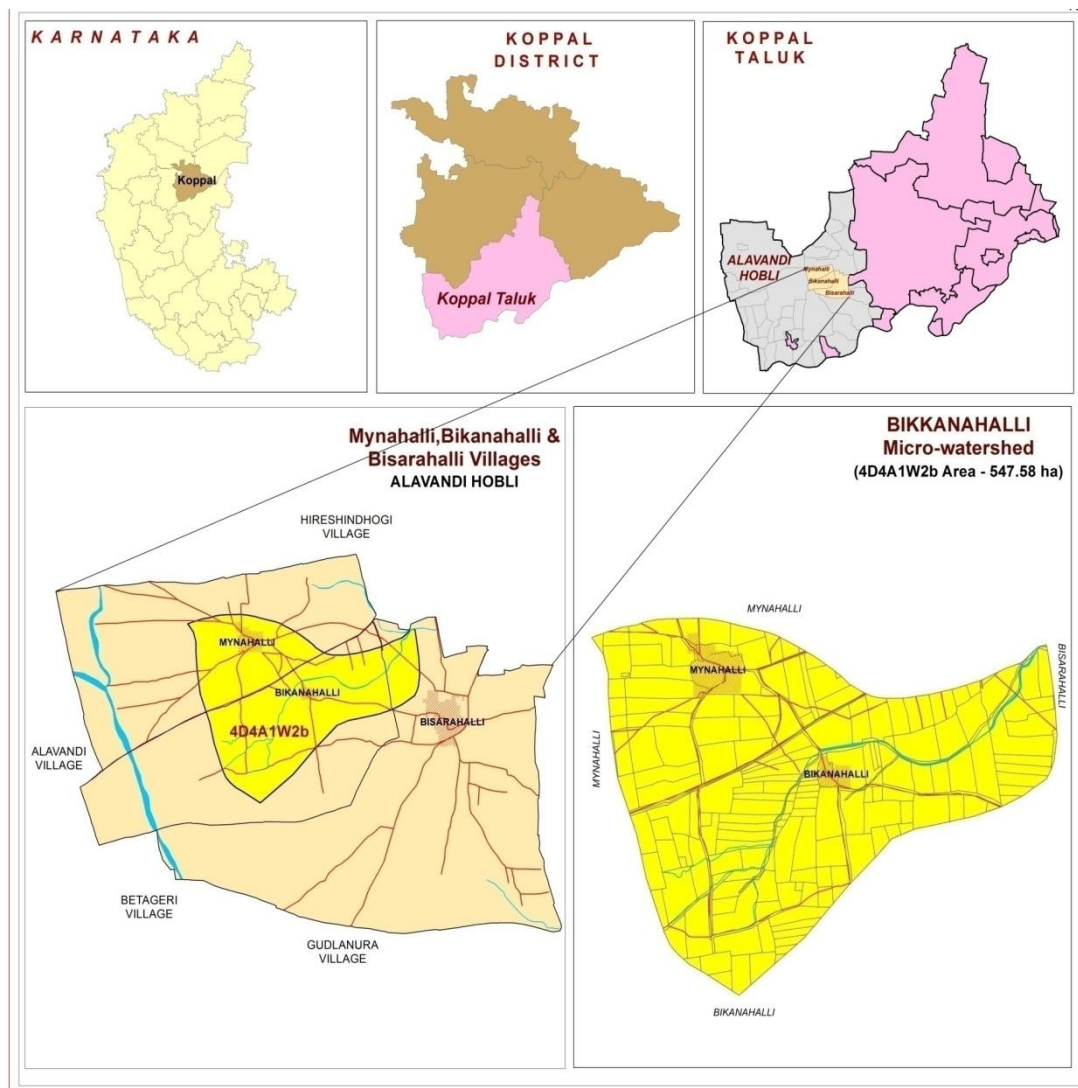 KARNATAKA
Koppal
KOPPAL
DISTRICT
Koppal Taluk
KOPPAL
TALUK
ALAVANDI
HOBLI
Mynahalli
Bikanahalli
Bisarahalli
Mynahalli,Bikanahalli &
Bisarahalli Villages
ALAVANDI HOBLI
HIRESHINDHOGI
VILLAGE
MYNAHALLI
BIKANAHALLI
BISARAHALLI
4D4A1W2b
ALAVANDI
VILLAGE
BETAGERI
VILLAGE
GUDLANURA
VILLAGE
BIKKANAHALLI
Micro-watershed
(4D4A1W2b Area - 547.58 ha)
MYNAHALLI
MYNAHALLI
BISARAHALLI
MYNAHALLI
BIKANAHALLI
BIKANAHALLI